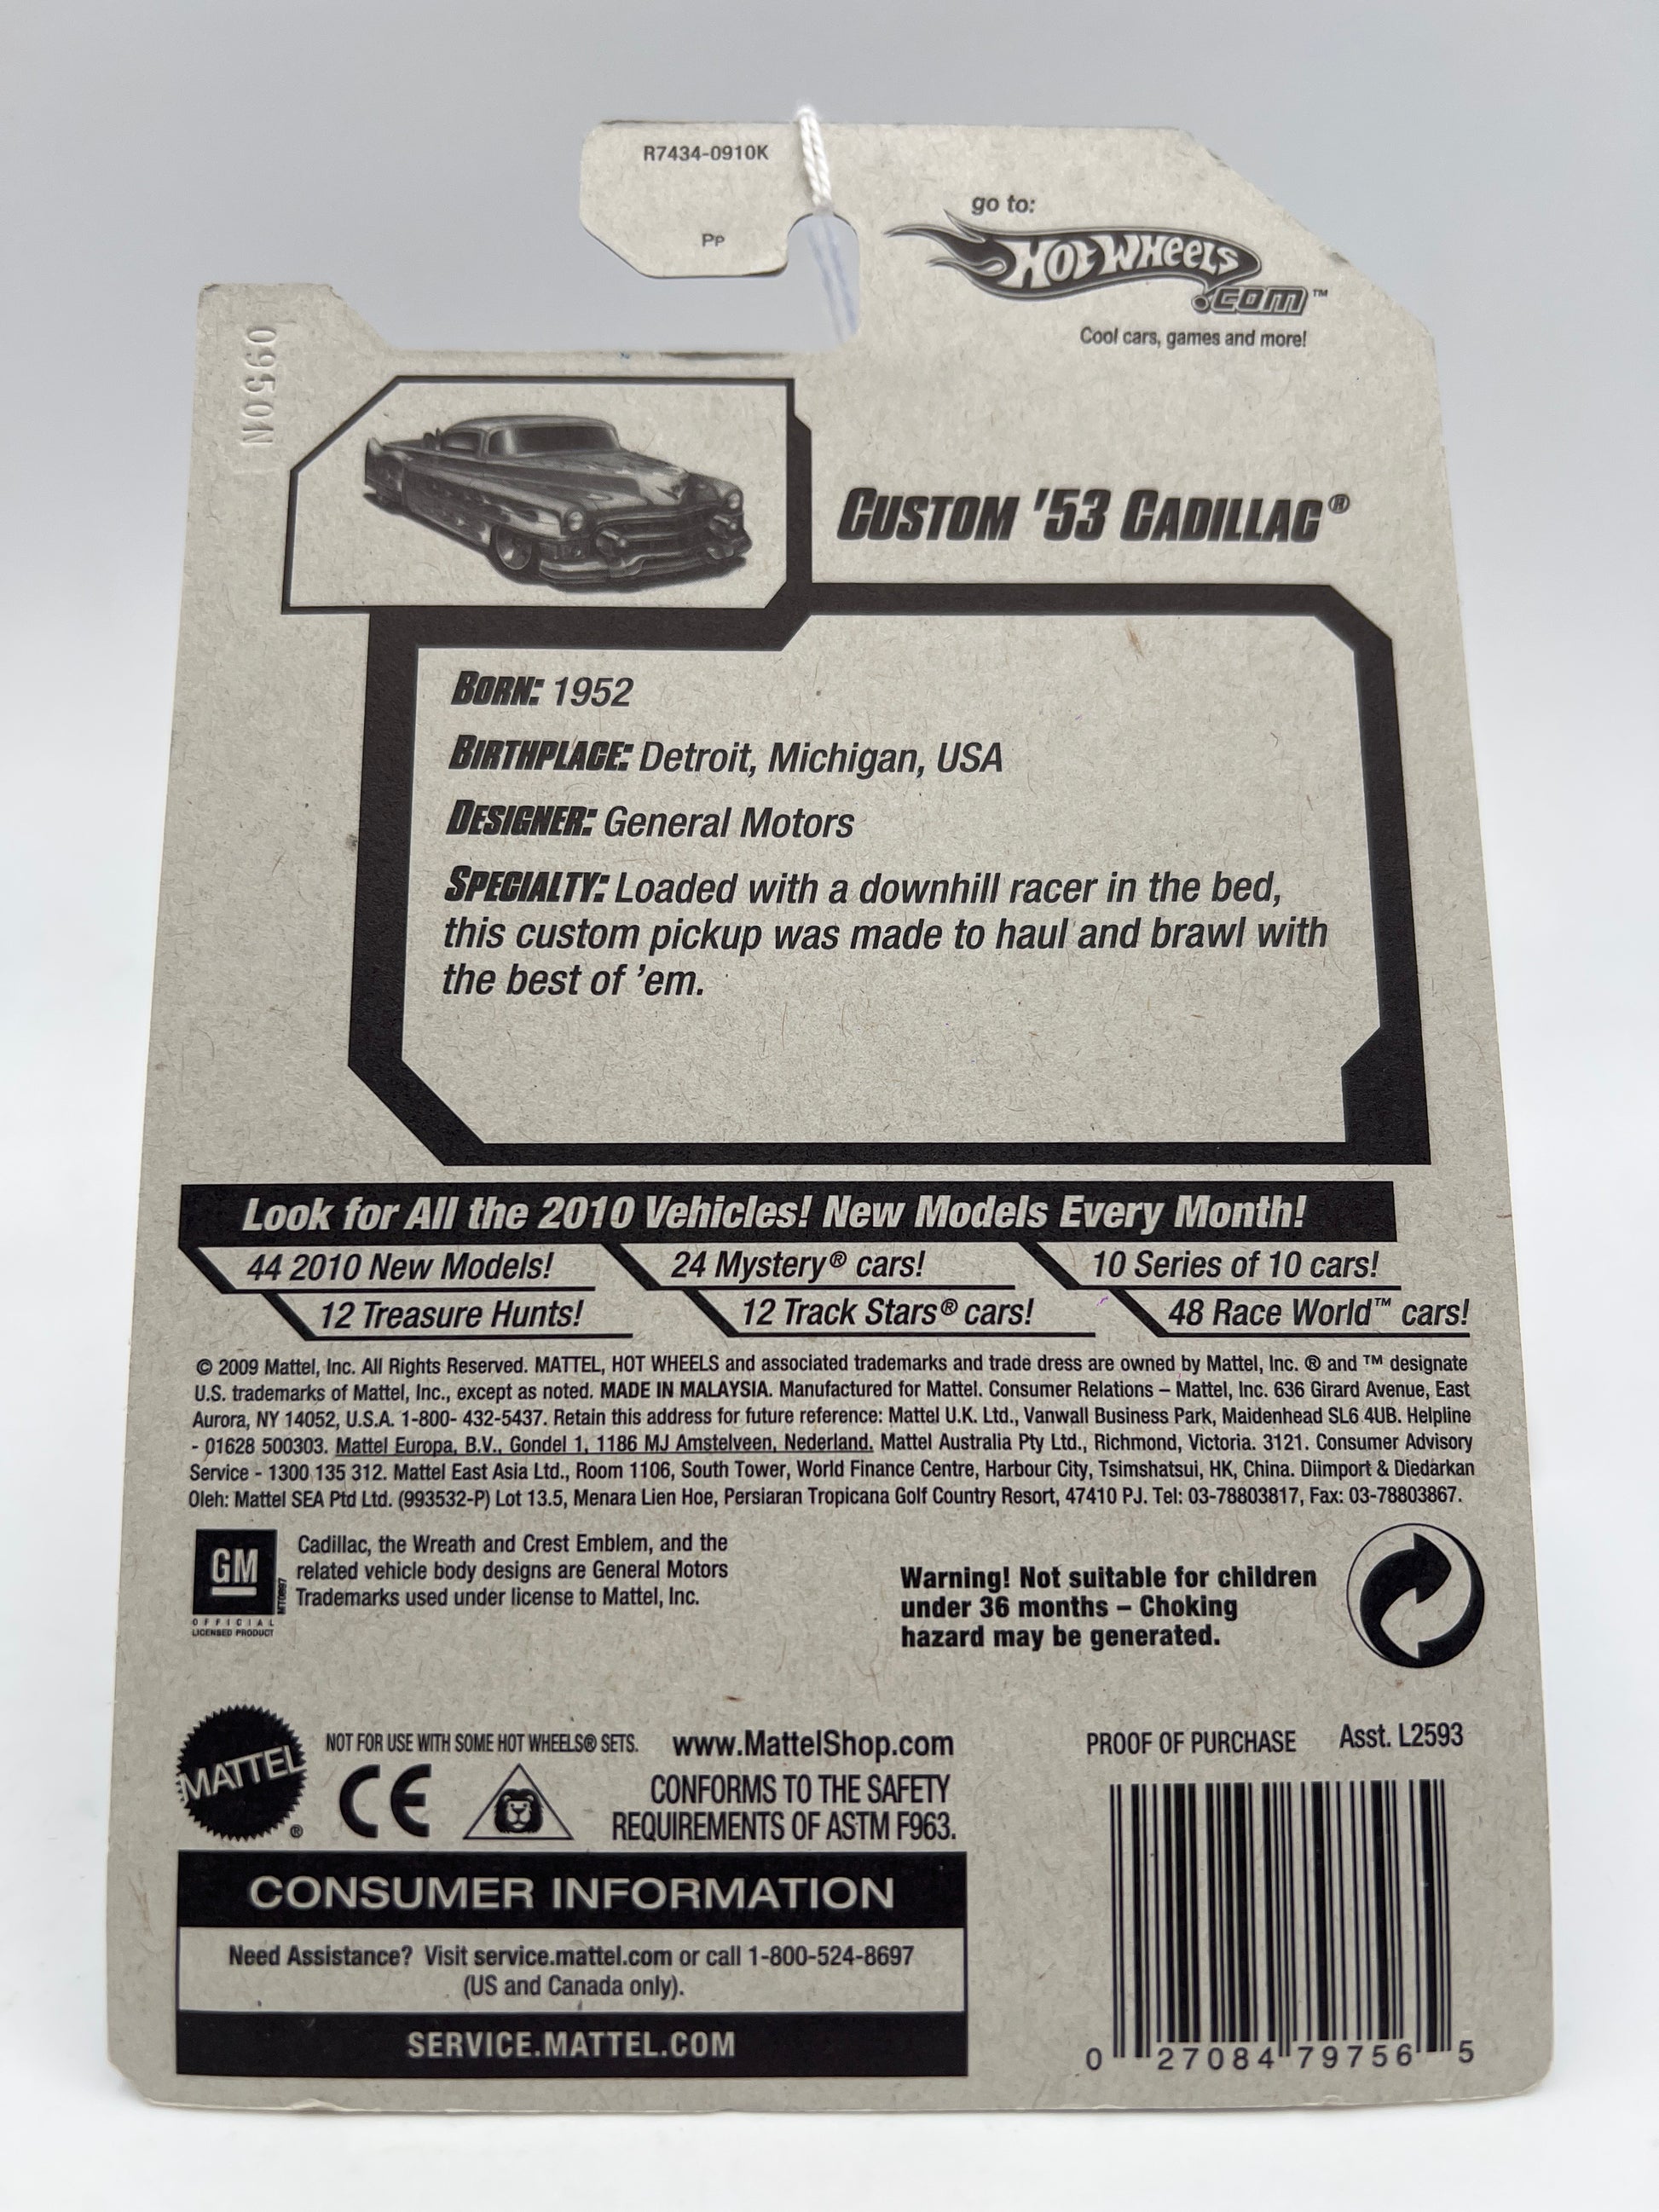 R7434-0910K
Pp
go to:
HOT WHEELS
.COM™
Cool cars, games and more!
0950N
CUSTOM '53 CADILLAC®
BORN: 1952
BIRTHPLACE: Detroit, Michigan, USA
DESIGNER: General Motors
SPECIALTY: Loaded with a downhill racer in the bed,
this custom pickup was made to haul and brawl with
the best of 'em.
Look for All the 2010 Vehicles! New Models Every Month!
44 2010 New Models!
24 Mystery® cars!
10 Series of 10 cars!
12 Treasure Hunts!
12 Track Stars® cars!
48 Race World™ cars!
© 2009 Mattel, Inc. All Rights Reserved. MATTEL, HOT WHEELS and associated trademarks and trade dress are owned by Mattel, Inc. ® and ™ designate
U.S. trademarks of Mattel, Inc., except as noted. MADE IN MALAYSIA. Manufactured for Mattel. Consumer Relations – Mattel, Inc. 636 Girard Avenue, East
Aurora, NY 14052, U.S.A. 1-800- 432-5437. Retain this address for future reference: Mattel U.K. Ltd., Vanwall Business Park, Maidenhead SL6 4UB. Helpline
- 01628 500303. Mattel Europa, B.V., Gondel 1, 1186 MJ Amstelveen, Nederland. Mattel Australia Pty Ltd., Richmond, Victoria. 3121. Consumer Advisory
Service - 1300 135 312. Mattel East Asia Ltd., Room 1106, South Tower, World Finance Centre, Harbour City, Tsimshatsui, HK, China. Diimport & Diedarkan
Oleh: Mattel SEA Ptd Ltd. (993532-P) Lot 13.5, Menara Lien Hoe, Persiaran Tropicana Golf Country Resort, 47410 PJ. Tel: 03-78803817, Fax: 03-78803867.
GM
OFFICIAL
LICENSED PRODUCT
Cadillac, the Wreath and Crest Emblem, and the
related vehicle body designs are General Motors
Trademarks used under license to Mattel, Inc.
Warning! Not suitable for children
under 36 months – Choking
hazard may be generated.
MATTEL®
NOT FOR USE WITH SOME HOT WHEELS® SETS.
www.MattelShop.com
CE
CONFORMS TO THE SAFETY
REQUIREMENTS OF ASTM F963.
PROOF OF PURCHASE
Asst. L2593
CONSUMER INFORMATION
Need Assistance? Visit service.mattel.com or call 1-800-524-8697
(US and Canada only).
SERVICE.MATTEL.COM
0 27084 79756 5